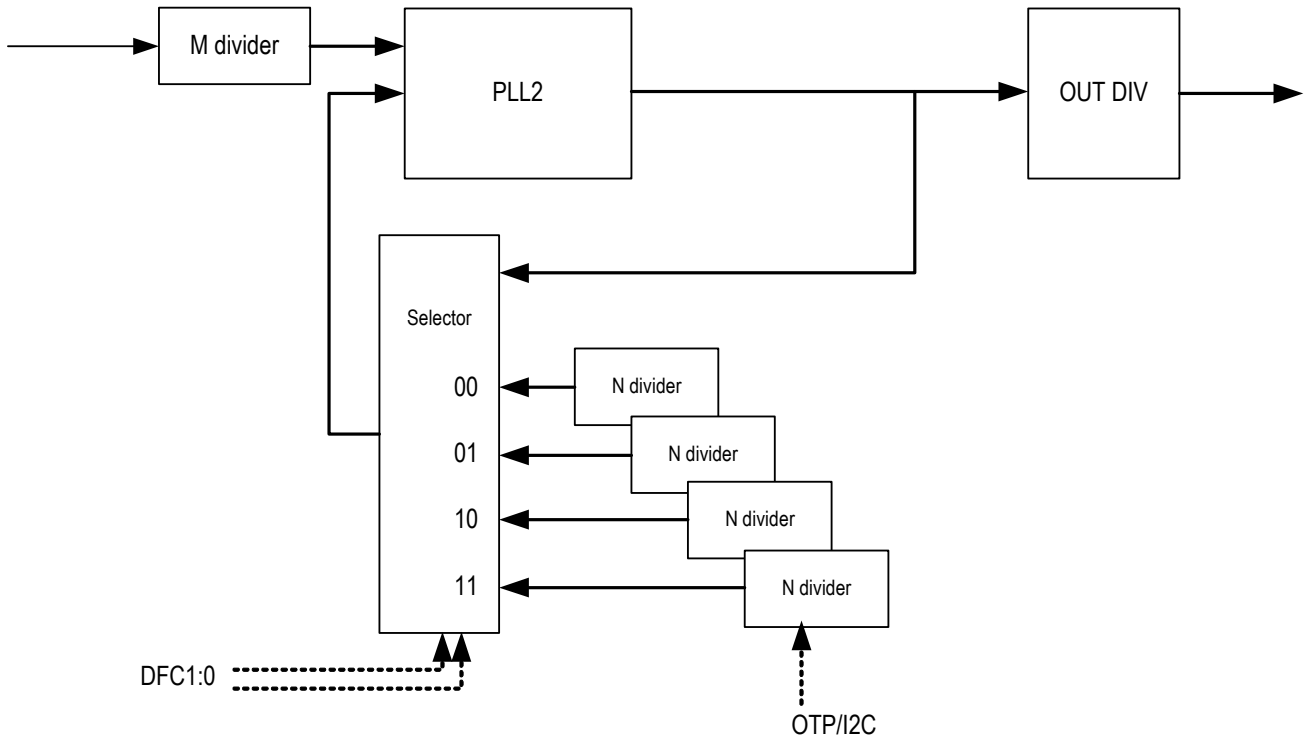 M divider
PLL2
OUT DIV
Selector
00
N divider
01
N divider
10
N divider
11
N divider
DFC1:0
OTP/I2C